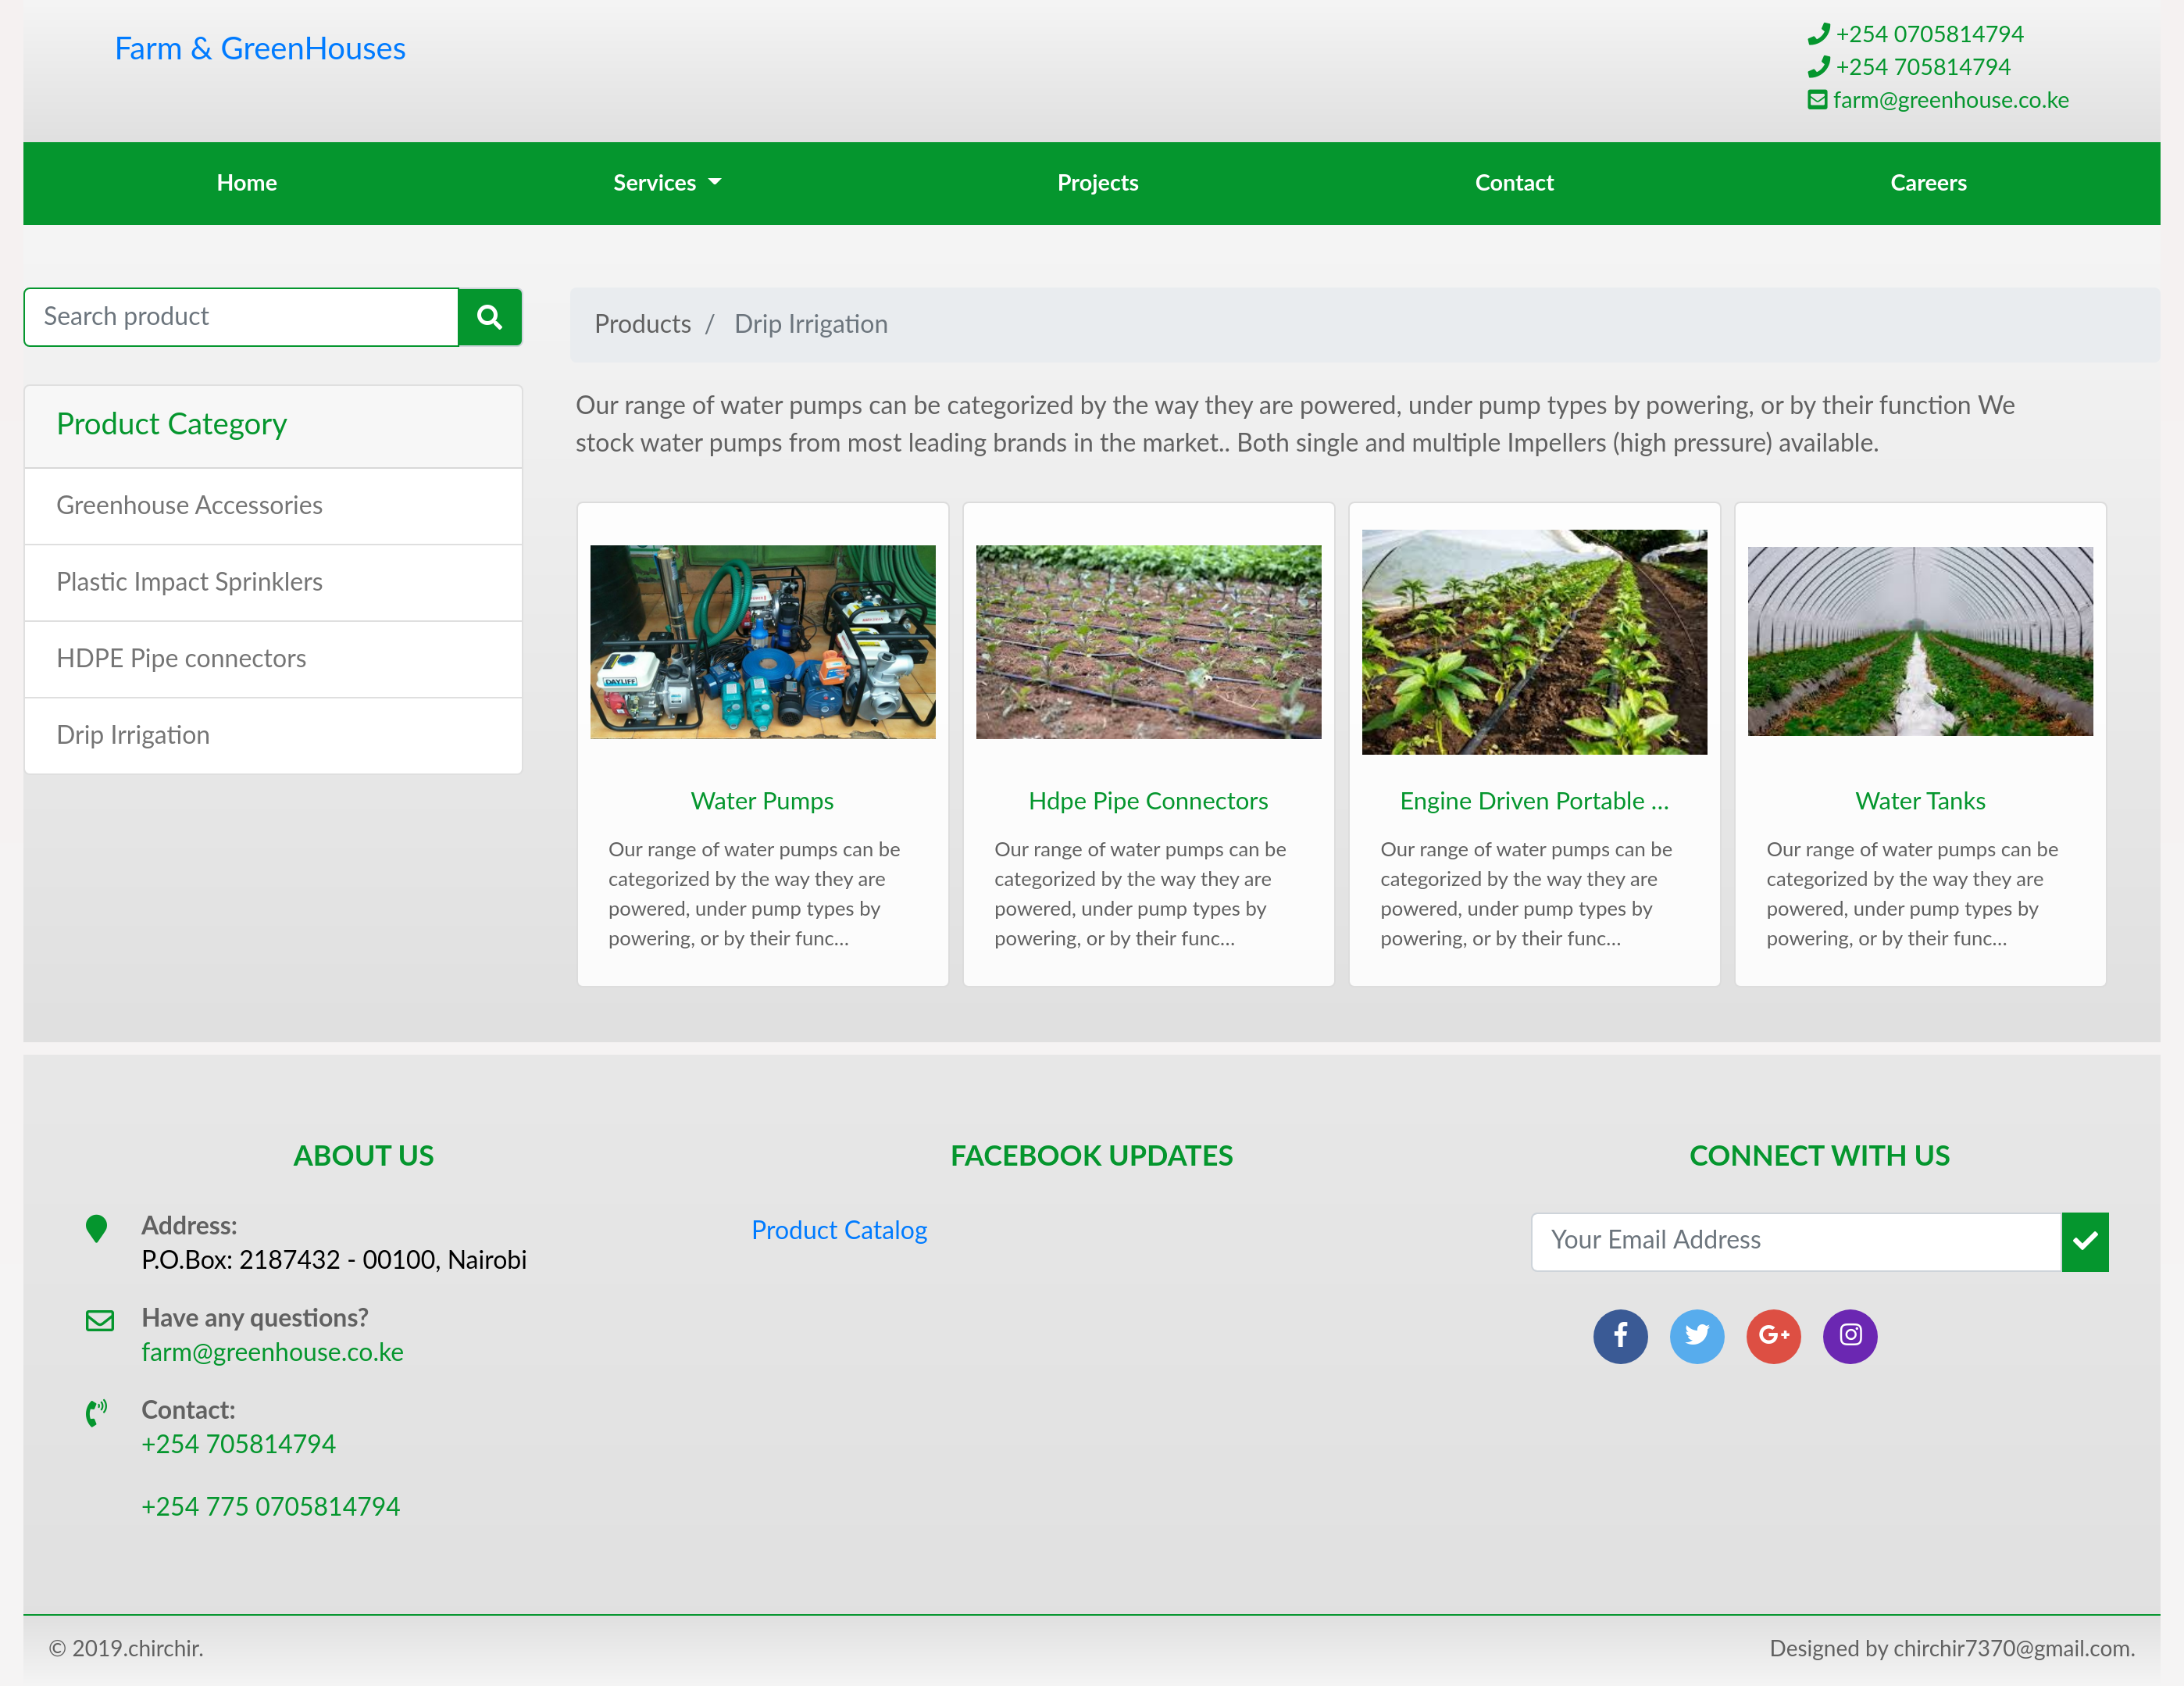 Farm & GreenHouses
+254 0705814794
+254 705814794
farm@greenhouse.co.ke
Home
Services
Projects
Contact
Careers
Search product
Products / Drip Irrigation
Product Category
Greenhouse Accessories
Plastic Impact Sprinklers
HDPE Pipe connectors
Drip Irrigation
Our range of water pumps can be categorized by the way they are powered, under pump types by powering, or by their function We
stock water pumps from most leading brands in the market.. Both single and multiple Impellers (high pressure) available.
DAYLIFF
Water Pumps
Our range of water pumps can be
categorized by the way they are
powered, under pump types by
powering, or by their func...
Hdpe Pipe Connectors
Our range of water pumps can be
categorized by the way they are
powered, under pump types by
powering, or by their func...
Engine Driven Portable ...
Our range of water pumps can be
categorized by the way they are
powered, under pump types by
powering, or by their func...
Water Tanks
Our range of water pumps can be
categorized by the way they are
powered, under pump types by
powering, or by their func...
ABOUT US
Address:
P.O.Box: 2187432 - 00100, Nairobi
Have any questions?
farm@greenhouse.co.ke
Contact:
+254 705814794
+254 775 0705814794
FACEBOOK UPDATES
Product Catalog
CONNECT WITH US
Your Email Address
© 2019.chirchir.
Designed by chirchir7370@gmail.com.